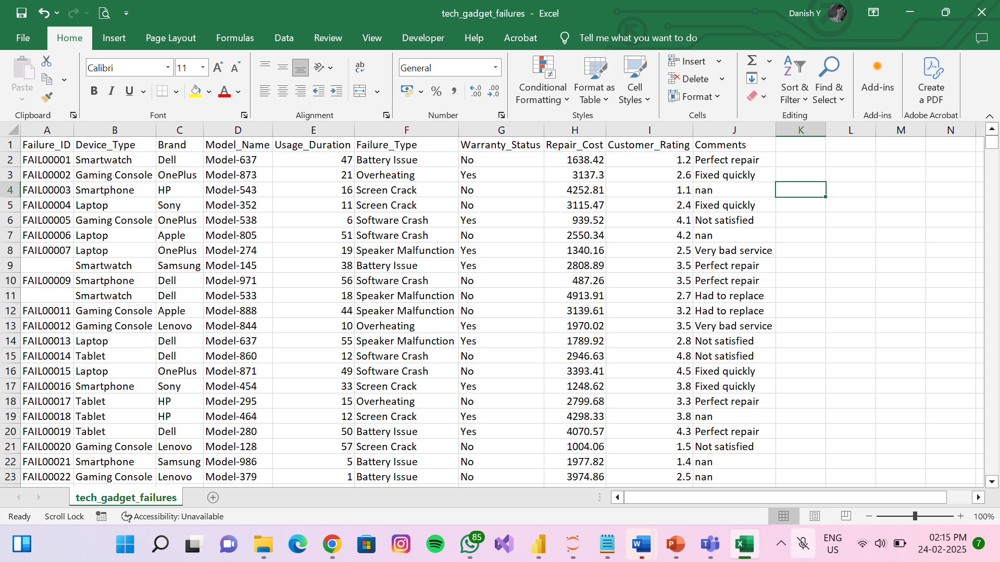 tech_gadget_failures - Excel
Danish Y
File Home Insert Page Layout Formulas Data Review View Developer Help Acrobat Tell me what you want to do
Paste
Clipboard
Calibri 11
B I U
Font
ab
Alignment
General
% .00
Number
Conditional Formatting
Format as Table
Cell Styles
Styles
Insert
Delete
Format
Cells
Sort & Filter
Find & Select
Editing
Add-ins
Add-ins
Create a PDF
Adobe Acrobat
A B C D E F G H I J K L M N
1 Failure_ID Device_Type Brand Model_Name Usage_Duration Failure_Type Warranty_Status Repair_Cost Customer_Rating Comments
2 FAIL00001 Smartwatch Dell Model-637 47 Battery Issue No 1638.42 1.2 Perfect repair
3 FAIL00002 Gaming Console OnePlus Model-873 21 Overheating Yes 3137.3 2.6 Fixed quickly
4 FAIL00003 Smartphone HP Model-543 16 Screen Crack No 4252.81 1.1 nan
5 FAIL00004 Laptop Sony Model-352 11 Screen Crack No 3115.47 2.4 Fixed quickly
6 FAIL00005 Gaming Console OnePlus Model-538 6 Software Crash Yes 939.52 4.1 Not satisfied
7 FAIL00006 Laptop Apple Model-805 51 Software Crash No 2550.34 4.2 nan
8 FAIL00007 Laptop OnePlus Model-274 19 Speaker Malfunction Yes 1340.16 2.5 Very bad service
9 Smartwatch Samsung Model-145 38 Battery Issue Yes 2808.89 3.5 Perfect repair
10 FAIL00009 Smartphone Dell Model-971 56 Software Crash No 487.26 3.5 Perfect repair
11 Smartwatch Dell Model-533 18 Speaker Malfunction No 4913.91 2.7 Had to replace
12 FAIL00011 Gaming Console Apple Model-888 44 Speaker Malfunction No 3139.61 3.2 Had to replace
13 FAIL00012 Gaming Console Lenovo Model-844 10 Overheating Yes 1970.02 3.5 Very bad service
14 FAIL00013 Laptop Dell Model-637 55 Speaker Malfunction Yes 1789.92 2.8 Not satisfied
15 FAIL00014 Tablet Dell Model-860 12 Software Crash No 2946.63 4.8 Not satisfied
16 FAIL00015 Laptop OnePlus Model-871 49 Software Crash No 3393.41 4.5 Fixed quickly
17 FAIL00016 Smartphone Sony Model-454 33 Screen Crack Yes 1248.62 3.8 Fixed quickly
18 FAIL00017 Tablet HP Model-295 15 Overheating No 2799.68 3.3 Perfect repair
19 FAIL00018 Tablet HP Model-464 12 Screen Crack Yes 4298.33 3.8 nan
20 FAIL00019 Tablet Dell Model-280 50 Battery Issue Yes 4070.57 4.3 Perfect repair
21 FAIL00020 Gaming Console Lenovo Model-128 57 Screen Crack No 1004.06 1.5 Not satisfied
22 FAIL00021 Smartphone Samsung Model-986 5 Battery Issue No 1977.82 1.4 nan
23 FAIL00022 Gaming Console Lenovo Model-379 1 Battery Issue No 3974.86 2.5 nan
tech_gadget_failures
Ready Scroll Lock Accessibility: Unavailable 100%
85
ENG
US
02:15 PM
24-02-2025
7